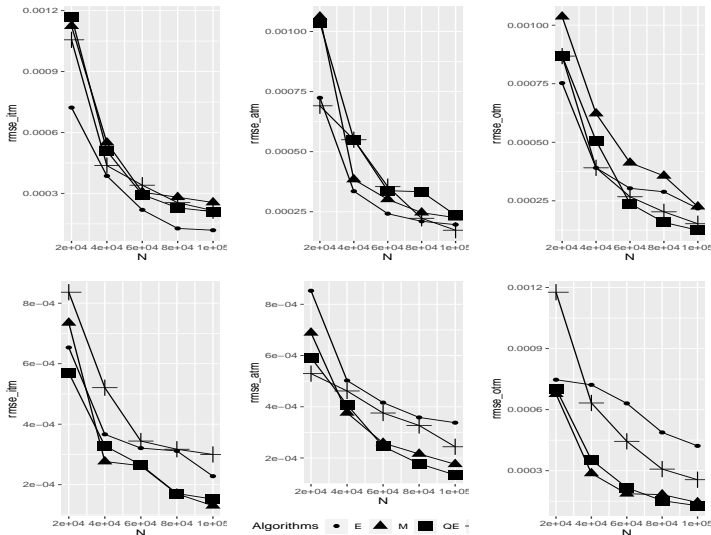 0.0012
0.0009
0.0006
0.0003
rmse_itm
2e+04 4e+04 6e+04 8e+04 1e+05
N
0.00100
0.00075
0.00050
0.00025
rmse_atm
2e+04 4e+04 6e+04 8e+04 1e+05
N
0.00100
0.00075
0.00050
0.00025
rmse_otm
2e+04 4e+04 6e+04 8e+04 1e+05
N
8e-04
6e-04
4e-04
2e-04
rmse_itm
2e+04 4e+04 6e+04 8e+04 1e+05
N
8e-04
6e-04
4e-04
2e-04
rmse_atm
2e+04 4e+04 6e+04 8e+04 1e+05
N
0.0012
0.0009
0.0006
0.0003
rmse_otm
2e+04 4e+04 6e+04 8e+04 1e+05
N
Algorithms E M QE